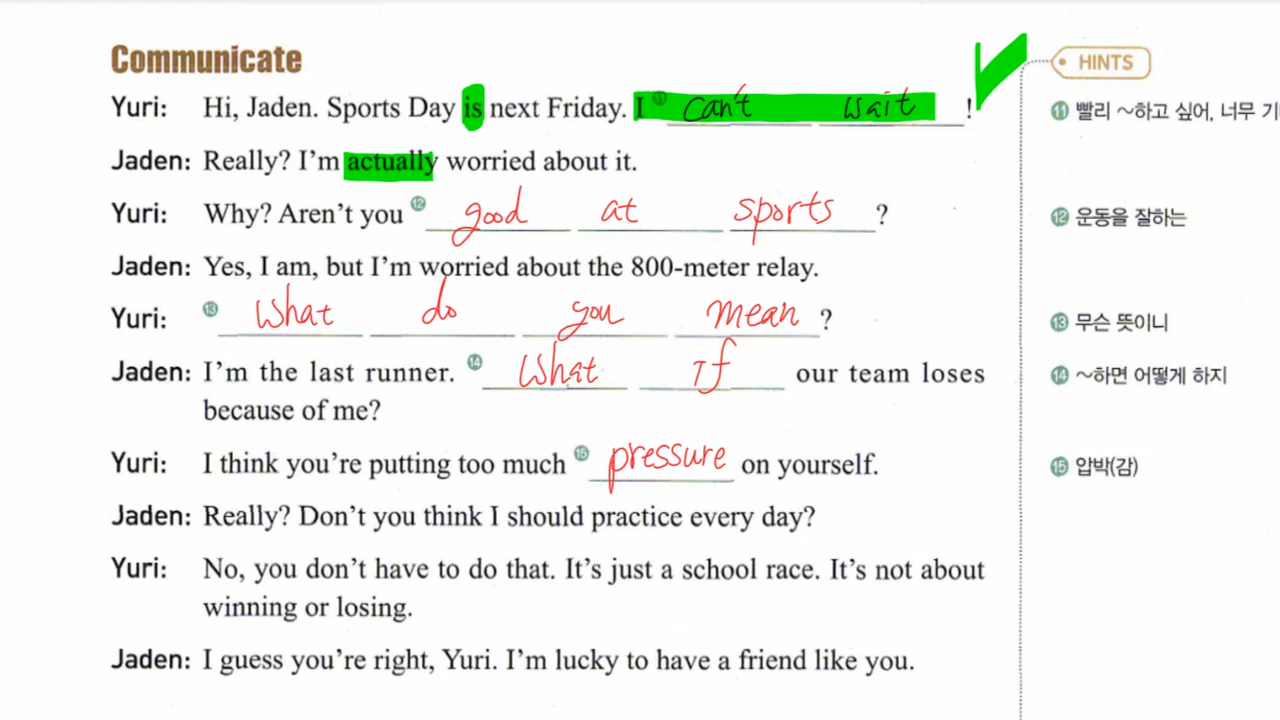 Communicate
HINTS
Yuri: Hi, Jaden. Sports Day is next Friday. I ⑪ can't wait !
⑪ 빨리 ~하고 싶어, 너무
Jaden: Really? I'm actually worried about it.
Yuri: Why? Aren't you ⑫ good at sports ?
⑫ 운동을 잘하는
Jaden: Yes, I am, but I'm worried about the 800-meter relay.
Yuri: ⑬ What do you mean ?
⑬ 무슨 뜻이니
Jaden: I'm the last runner. ⑭ What If our team loses
⑭ ~하면 어떻게 하지
because of me?
Yuri: I think you're putting too much ⑮ pressure on yourself.
⑮ 압박(감)
Jaden: Really? Don't you think I should practice every day?
Yuri: No, you don't have to do that. It's just a school race. It's not about
winning or losing.
Jaden: I guess you're right, Yuri. I'm lucky to have a friend like you.